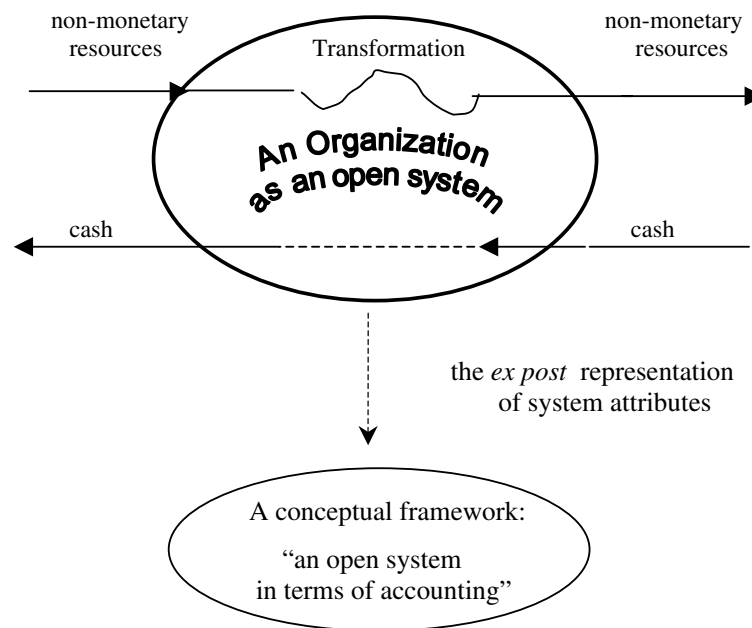 non-monetary
resources
Transformation
non-monetary
resources
An Organization
as an open system
cash
cash
the ex post representation
of system attributes
A conceptual framework:
“an open system
in terms of accounting”